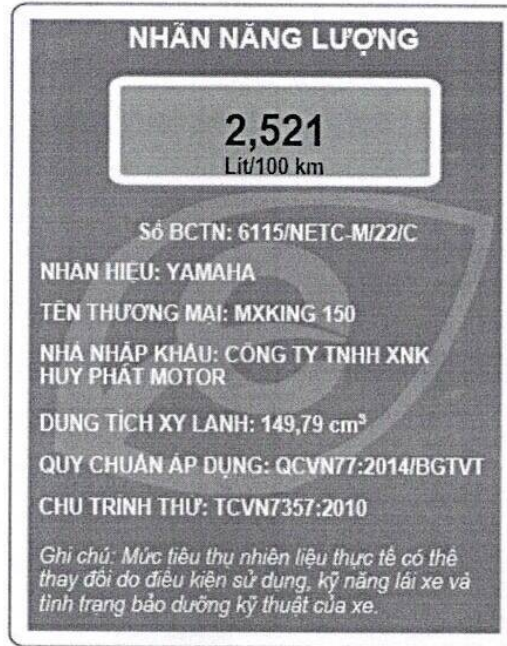 NHÃN NĂNG LƯỢNG
2,521
Lít/100 km
Số BCTN: 6115/NETC-M/22/C
NHÃN HIỆU: YAMAHA
TÊN THƯƠNG MẠI: MXKING 150
NHÀ NHẬP KHẨU: CÔNG TY TNHH XNK
HUY PHÁT MOTOR
DUNG TÍCH XY LANH: 149,79 cm³
QUY CHUẨN ÁP DỤNG: QCVN77:2014/BGTVT
CHU TRÌNH THỬ: TCVN7357:2010
Ghi chú: Mức tiêu thụ nhiên liệu thực tế có thể
thay đổi do điều kiện sử dụng, kỹ năng lái xe và
tình trạng bảo dưỡng kỹ thuật của xe.